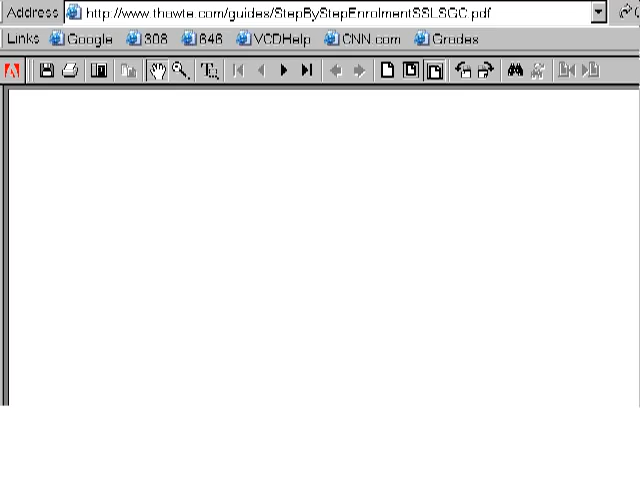 Address http://www.thawte.com/guides/StepByStepEnrolmentSSLSGC.pdf
Links Google 308 646 VCDHelp CNN.com Grades